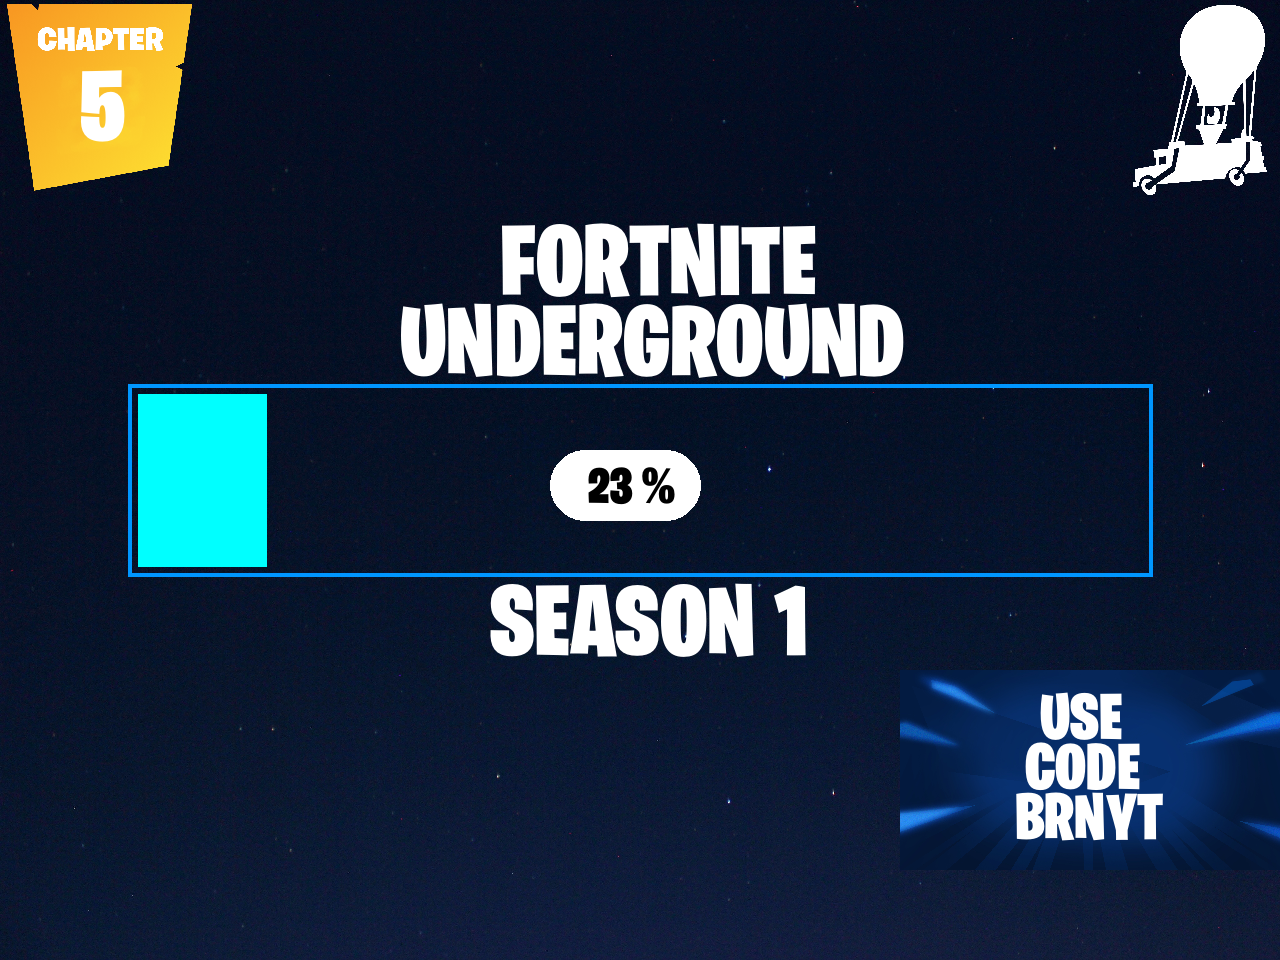 CHAPTER
5
FORTNITE
UNDERGROUND
23 %
SEASON 1
USE
CODE
BRNYT